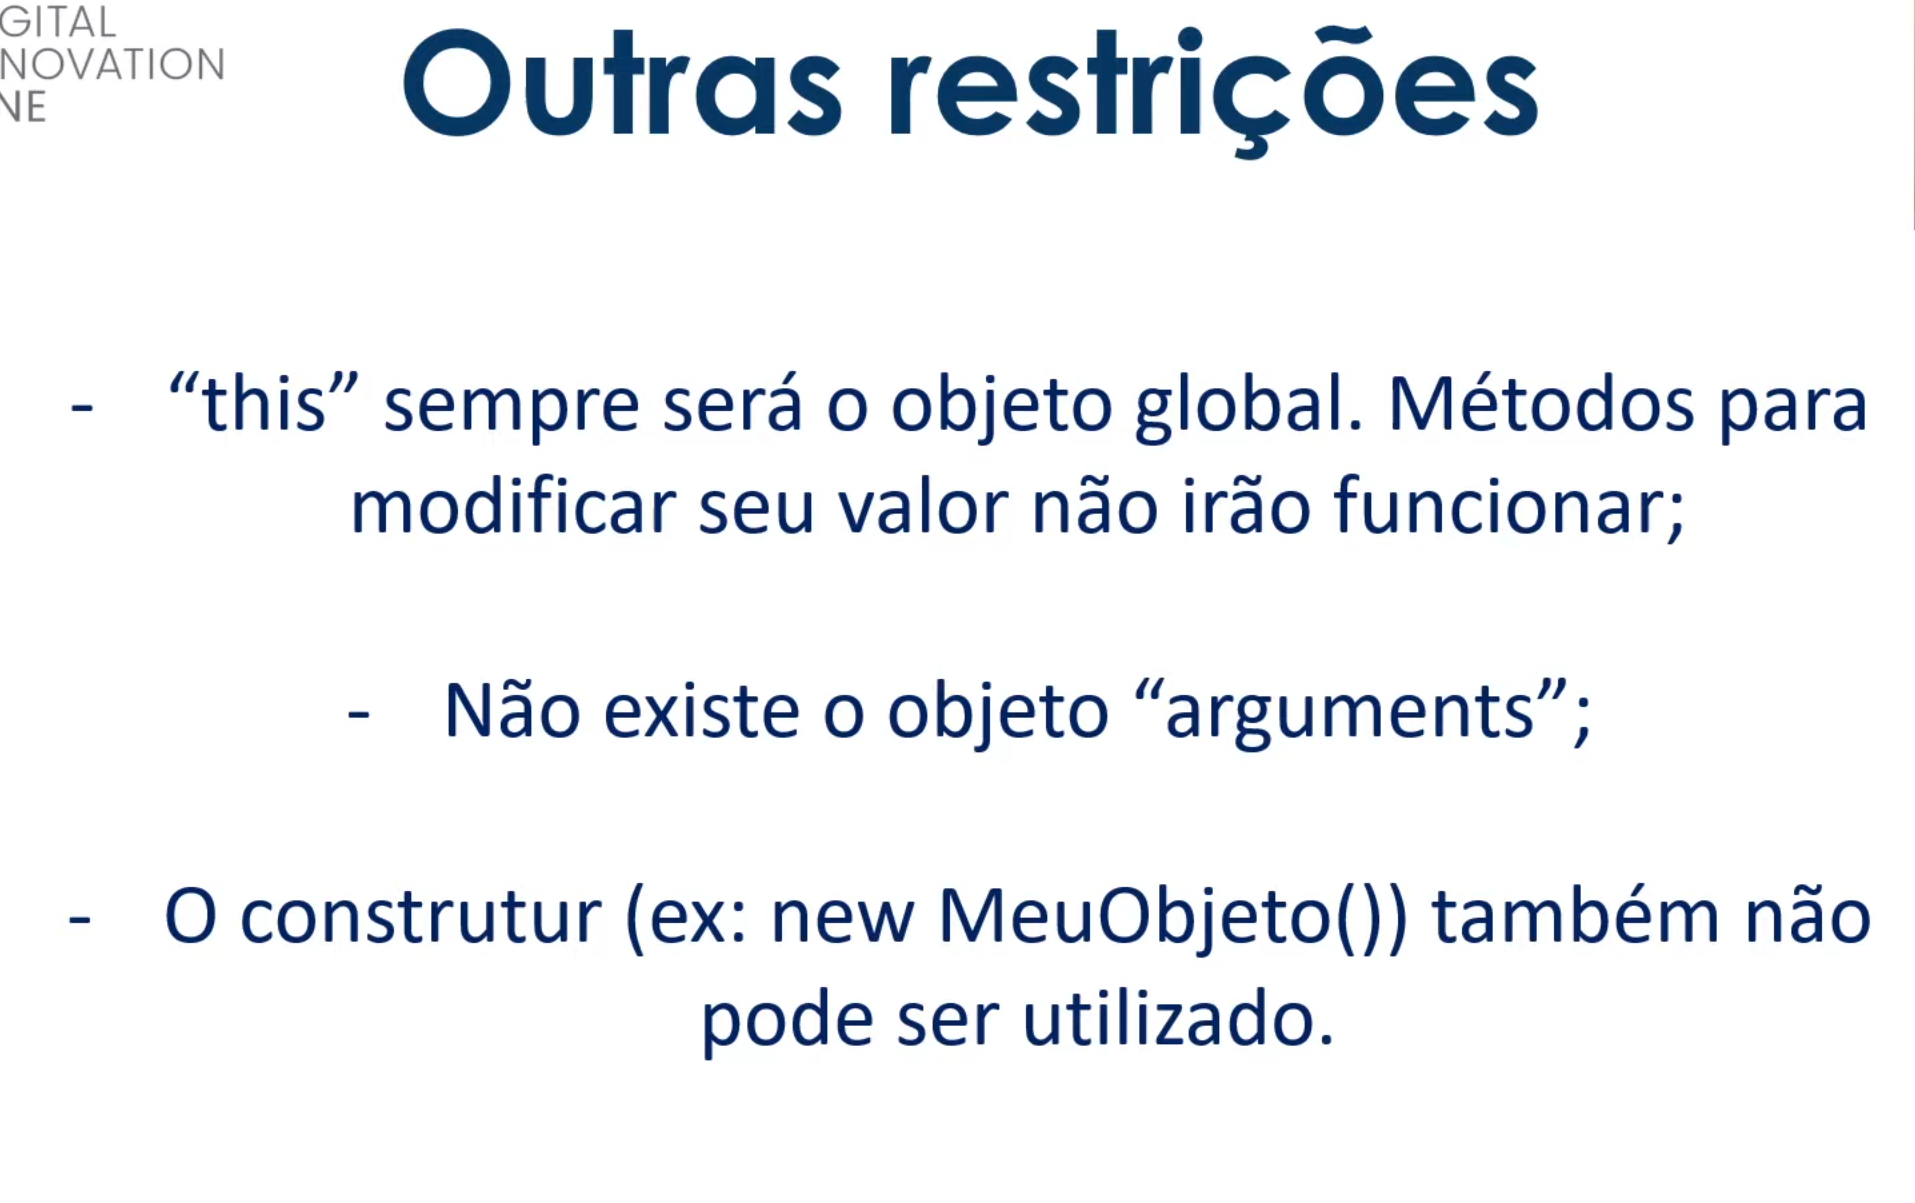 GITAL
NOVATION
NE
Outras restrições
- “this” sempre será o objeto global. Métodos para
modificar seu valor não irão funcionar;
- Não existe o objeto “arguments”;
- O construtur (ex: new MeuObjeto()) também não
pode ser utilizado.